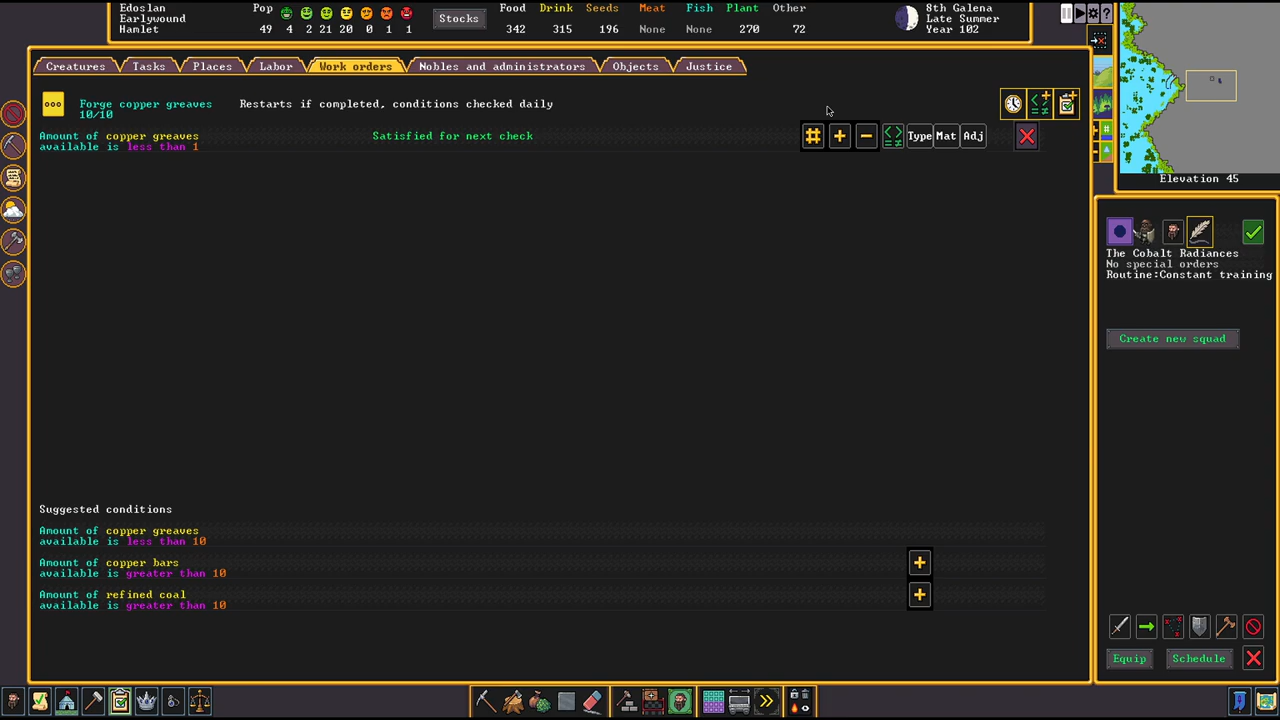 Edoslan
Earlywound
Hamlet
Pop
49 4 2 21 20 0 1 1
Stocks
Food Drink Seeds Meat Fish Plant Other
342 315 196 None None 270 72
8th Galena
Late Summer
Year 102
Creatures Tasks Places Labor Work orders Nobles and administrators Objects Justice
Forge copper greaves Restarts if completed, conditions checked daily
10/10
Amount of copper greaves Satisfied for next check
available is less than 1
Type Mat Adj
Suggested conditions
Amount of copper greaves
available is less than 10
Amount of copper bars
available is greater than 10
Amount of refined coal
available is greater than 10
Elevation 45
The Cobalt Radiances
No special orders
Routine:Constant training
Create new squad
Equip Schedule